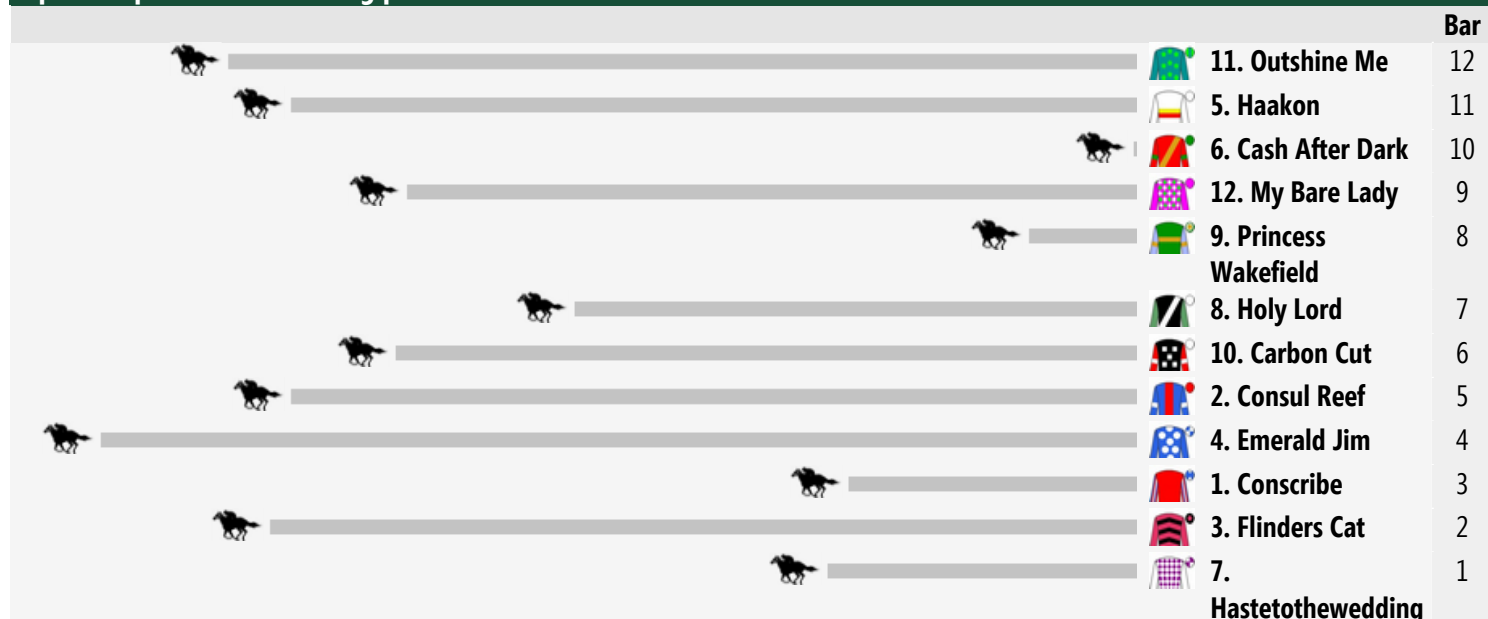 Bar
11. Outshine Me 12
5. Haakon 11
6. Cash After Dark 10
12. My Bare Lady 9
9. Princess 8
Wakefield
8. Holy Lord 7
10. Carbon Cut 6
2. Consul Reef 5
4. Emerald Jim 4
1. Conscribe 3
3. Flinders Cat 2
7. 1
Hastetothewedding